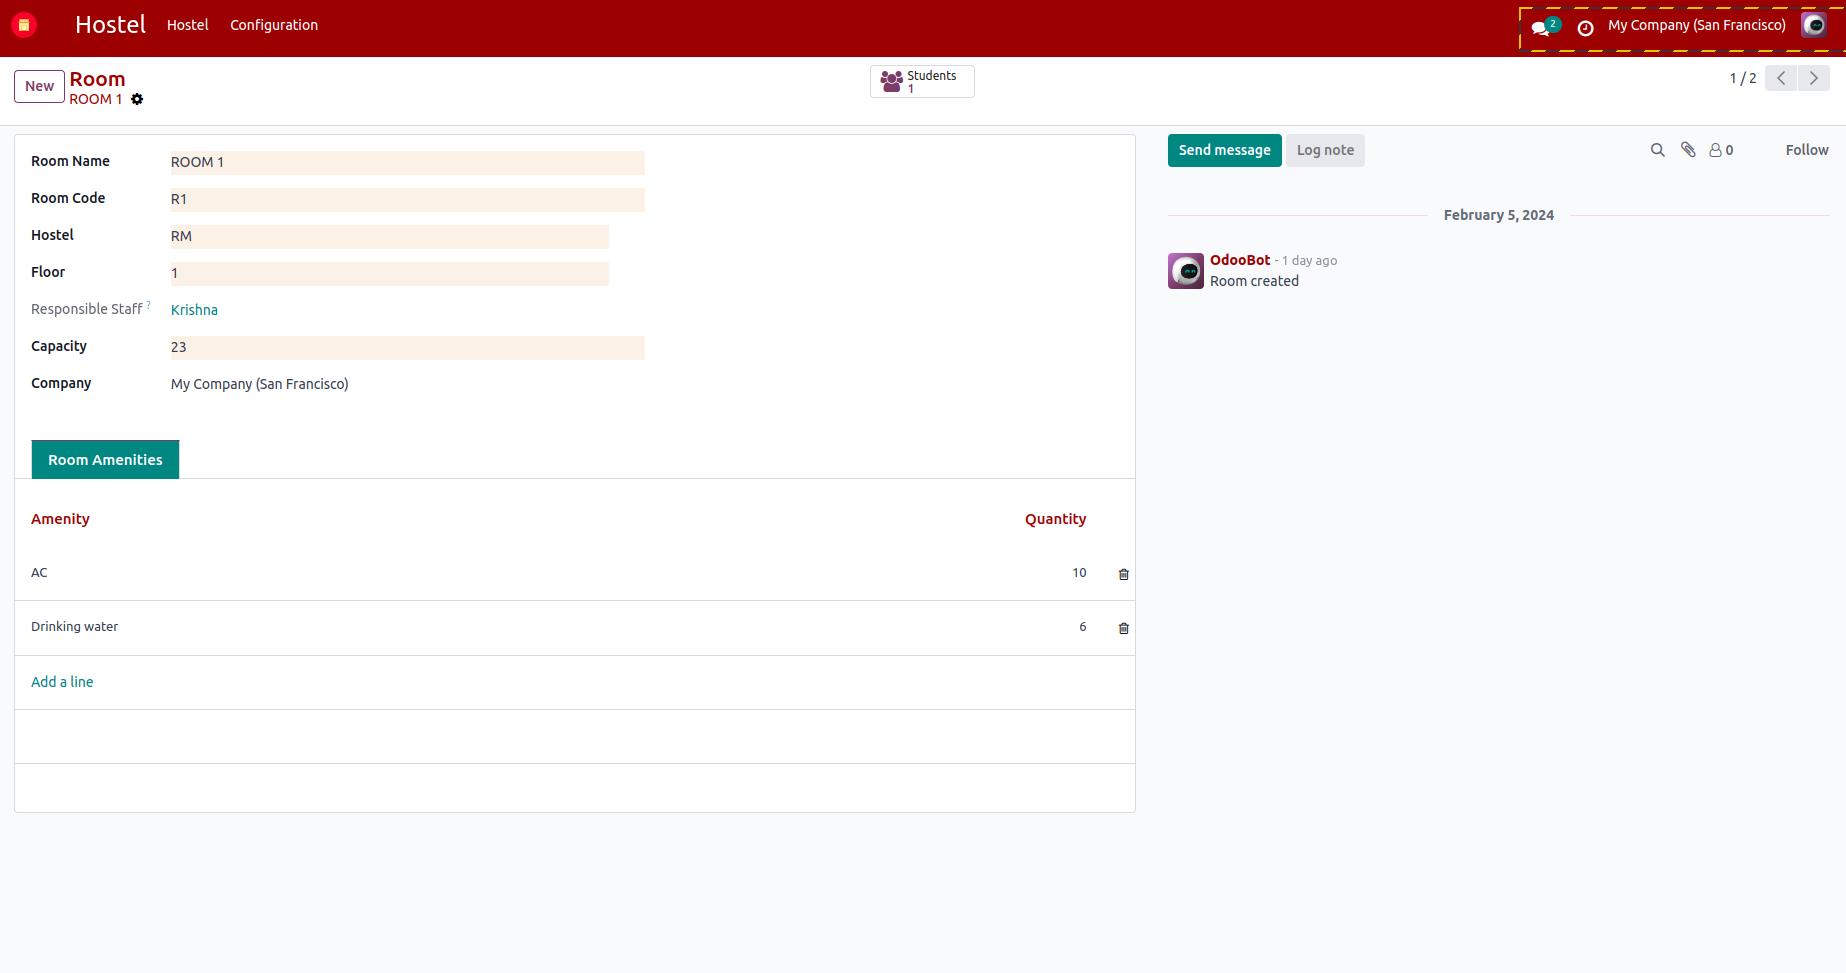 Hostel Hostel Configuration 2 My Company (San Francisco)
New Room Students 1 / 2
ROOM 1 1
Room Name ROOM 1 Send message Log note 0 Follow
Room Code R1
February 5, 2024
Hostel RM
OdooBot - 1 day ago
Floor 1 Room created
Responsible Staff ? Krishna
Capacity 23
Company My Company (San Francisco)
Room Amenities
Amenity Quantity
AC 10
Drinking water 6
Add a line